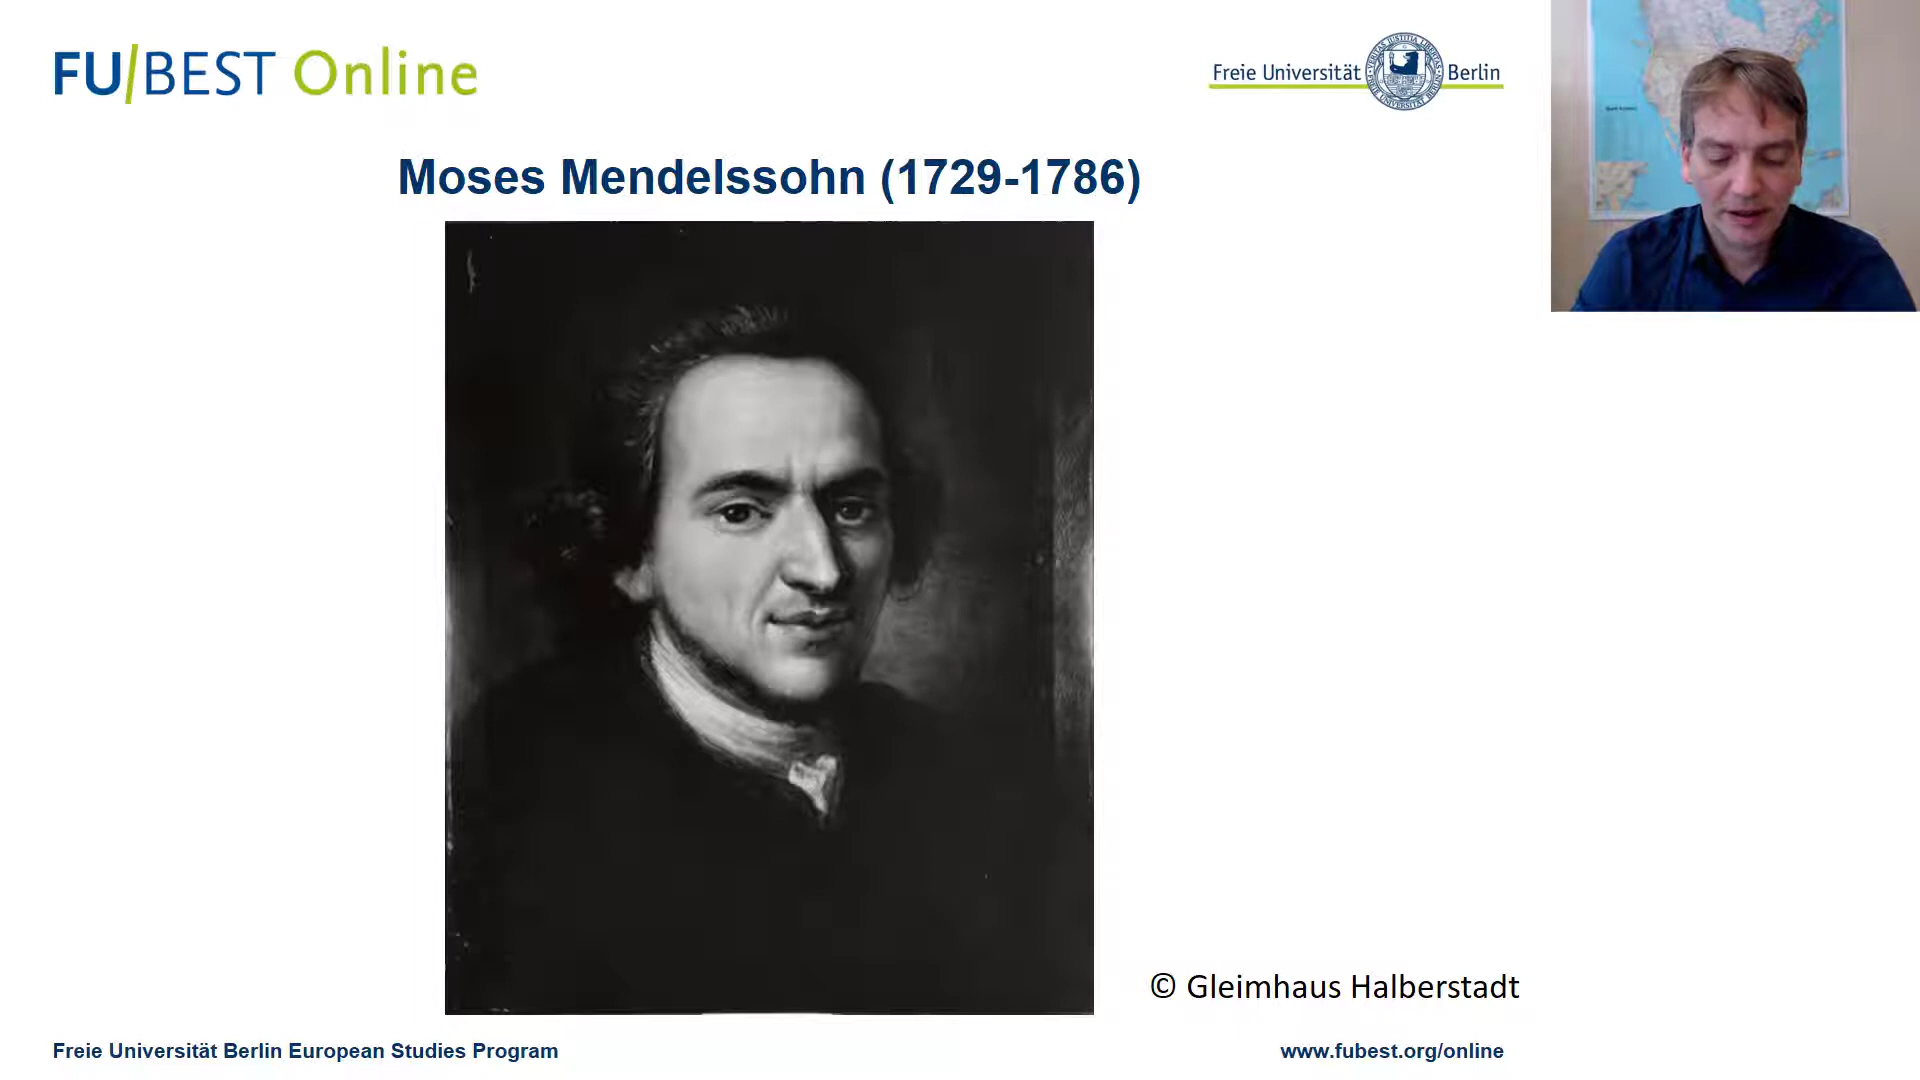 FU/BEST Online
Freie Universität Berlin
Moses Mendelssohn (1729-1786)
© Gleimhaus Halberstadt
Freie Universität Berlin European Studies Program
www.fubest.org/online